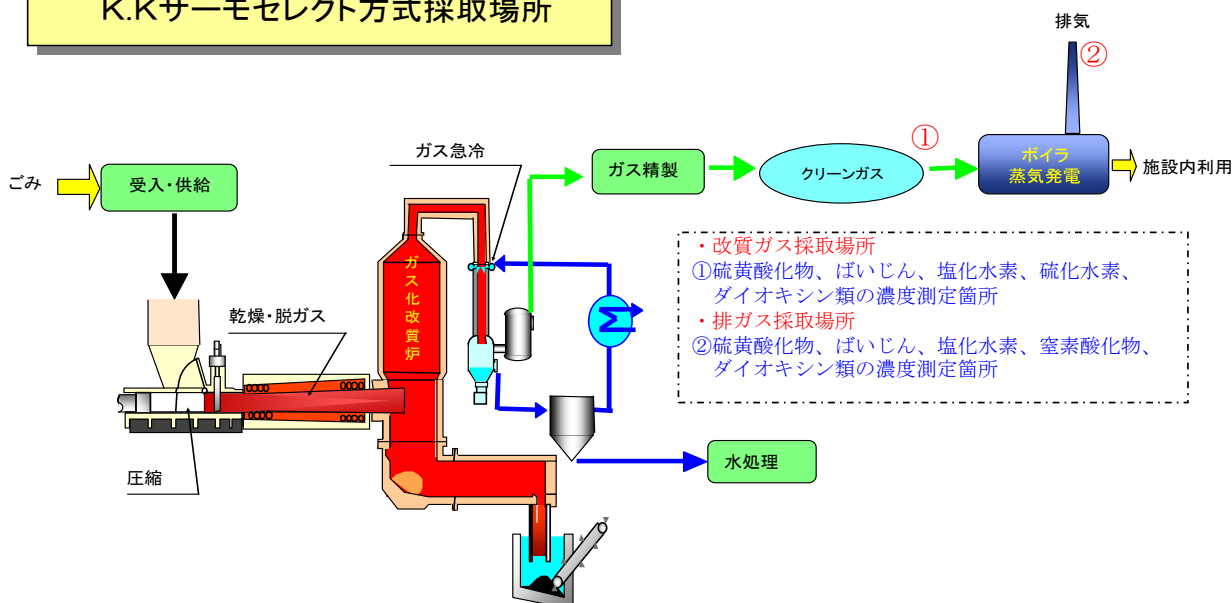 K.Kサーモセレクト方式採取場所
排気
②
①
ガス急冷
ガス精製
クリーンガス
ボイラ
蒸気発電
施設内利用
ごみ
受入・供給
・改質ガス採取場所
①硫黄酸化物、ばいじん、塩化水素、硫化水素、
ダイオキシン類の濃度測定箇所
・排ガス採取場所
②硫黄酸化物、ばいじん、塩化水素、窒素酸化物、
ダイオキシン類の濃度測定箇所
ガス化改質炉
乾燥・脱ガス
圧縮
水処理